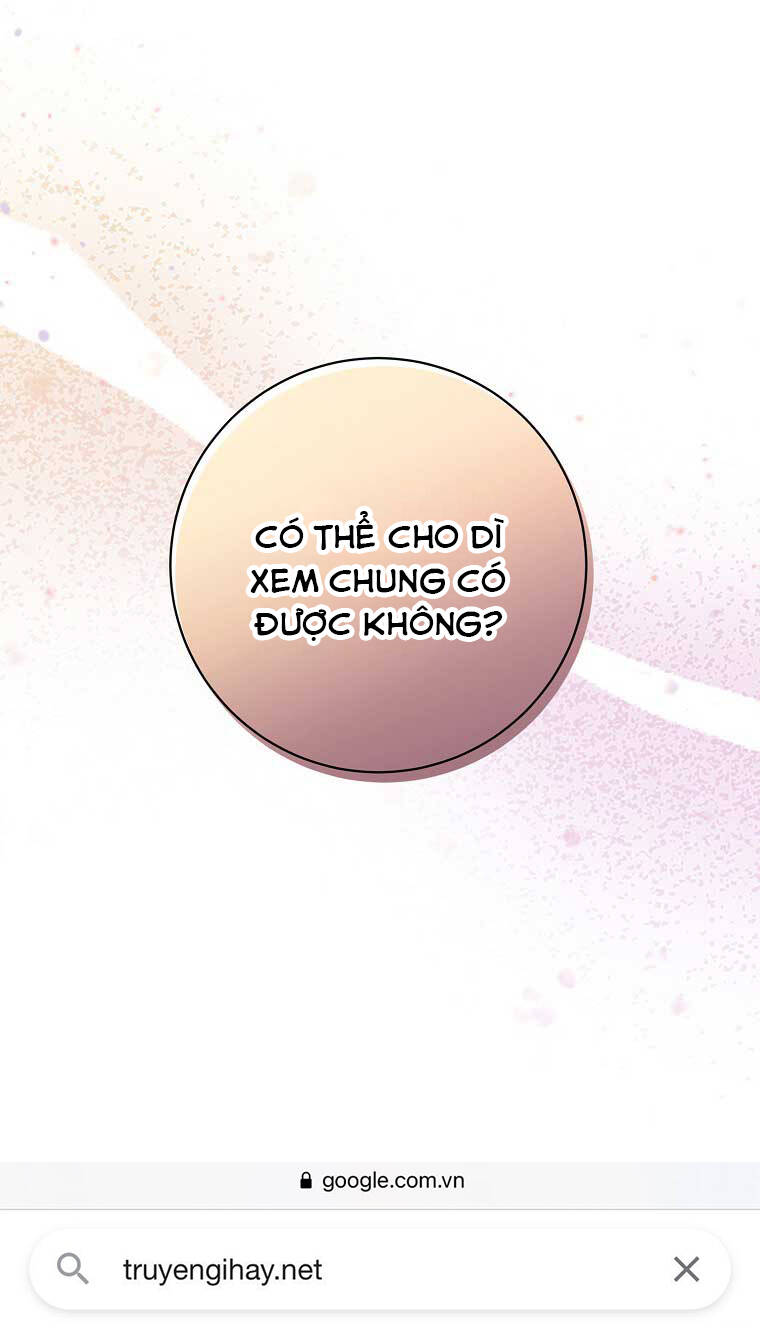 CÓ THỂ CHO DÌ
XEM CHUNG CÓ
ĐƯỢC KHÔNG?
google.com.vn
truyengihay.net